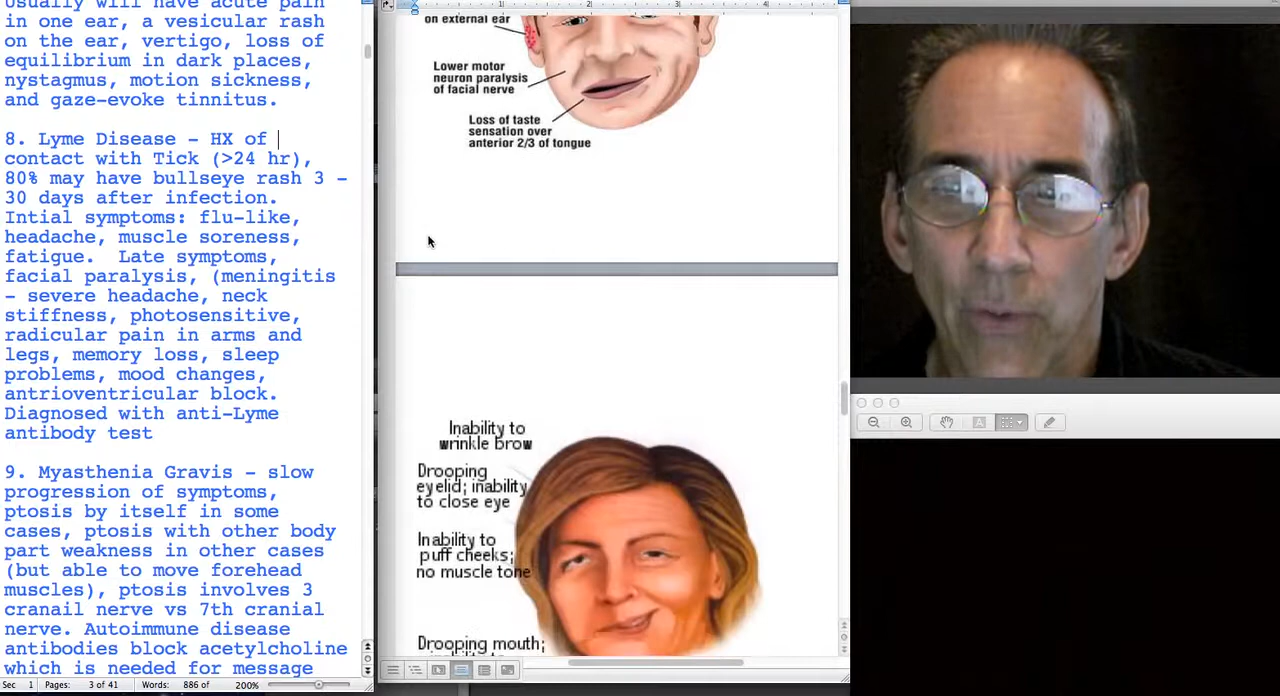 Usually will have acute pain
in one ear, a vesicular rash
on the ear, vertigo, loss of
equilibrium in dark places,
nystagmus, motion sickness,
and gaze-evoke tinnitus.
8. Lyme Disease - HX of
contact with Tick (>24 hr),
80% may have bullseye rash 3 -
30 days after infection.
Intial symptoms: flu-like,
headache, muscle soreness,
fatigue.  Late symptoms,
facial paralysis, (meningitis
- severe headache, neck
stiffness, photosensitive,
radicular pain in arms and
legs, memory loss, sleep
problems, mood changes,
antrioventricular block.
Diagnosed with anti-Lyme
antibody test
9. Myasthenia Gravis - slow
progression of symptoms,
ptosis by itself in some
cases, ptosis with other body
part weakness in other cases
(but able to move forehead
muscles), ptosis involves 3
cranail nerve vs 7th cranial
nerve. Autoimmune disease
antibodies block acetylcholine
which is needed for message
Sec 1 Pages: 3 of 41 Words: 886 of 200%
1 2 3 4
on external ear
Lower motor
neuron paralysis
of facial nerve
Loss of taste
sensation over
anterior 2/3 of tongue
Inability to
wrinkle brow
Drooping
eyelid; inability
to close eye
Inability to
puff cheeks;
no muscle tone
Drooping mouth;